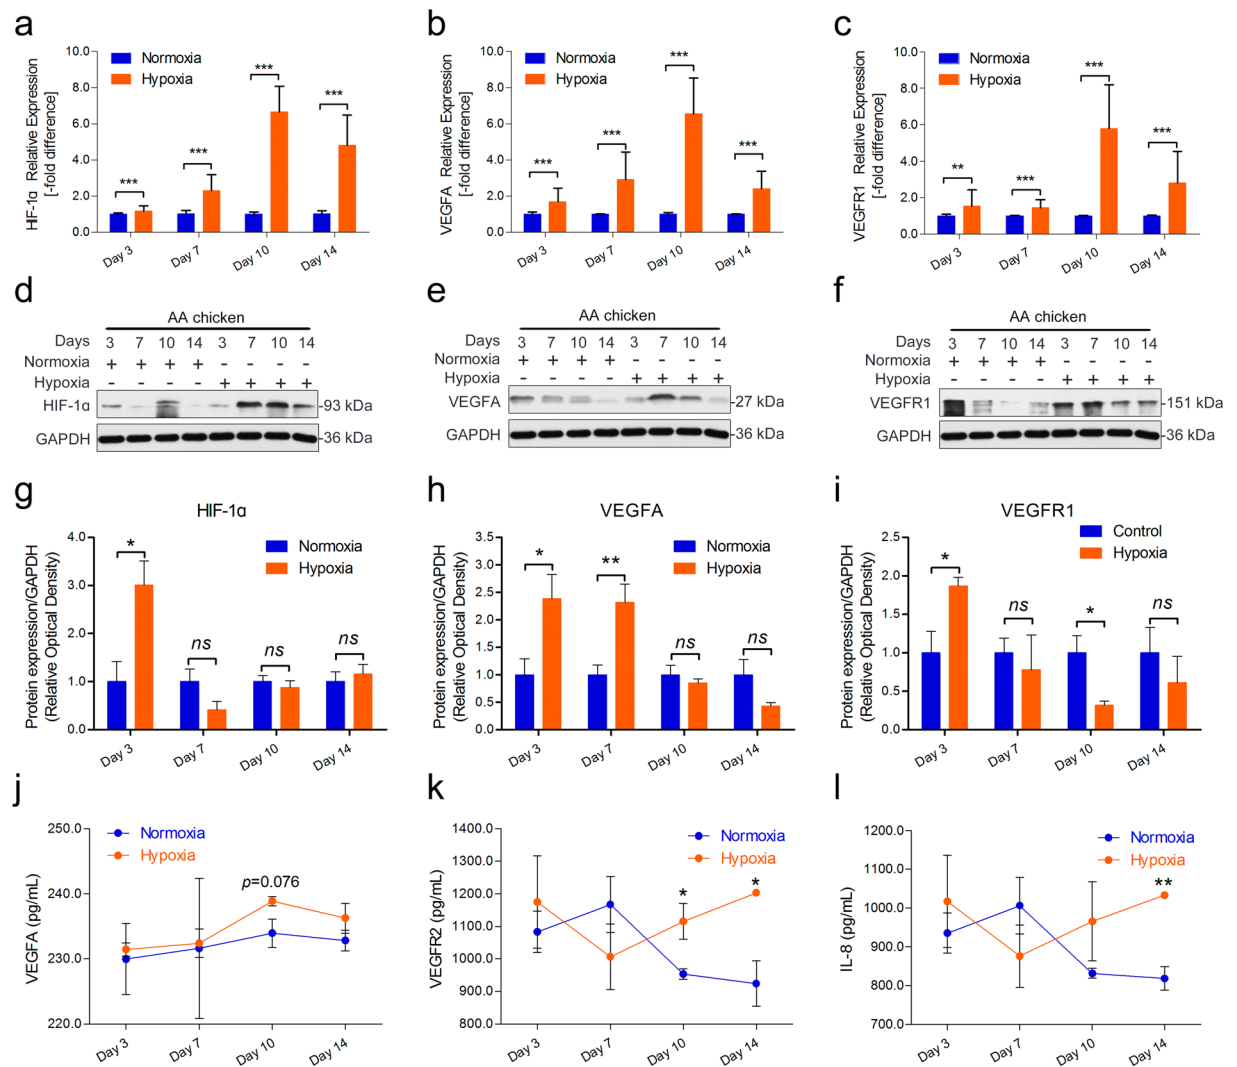 a
HIF-1α Relative Expression
[-fold difference]
Normoxia
Hypoxia
10.0
8.0
6.0
4.0
2.0
0.0
***
***
***
***
Day 3
Day 7
Day 10
Day 14
b
VEGFA Relative Expression
[-fold difference]
Normoxia
Hypoxia
10.0
8.0
6.0
4.0
2.0
0.0
***
***
***
***
Day 3
Day 7
Day 10
Day 14
c
VEGFR1 Relative Expression
[-fold difference]
Normoxia
Hypoxia
10.0
8.0
6.0
4.0
2.0
0.0
**
***
***
***
Day 3
Day 7
Day 10
Day 14
d
AA chicken
Days 3 7 10 14 3 7 10 14
Normoxia + + + + - - - -
Hypoxia - - - - + + + +
HIF-1α -93 kDa
GAPDH -36 kDa
e
AA chicken
Days 3 7 10 14 3 7 10 14
Normoxia + + + + - - - -
Hypoxia - - - - + + + +
VEGFA -27 kDa
GAPDH -36 kDa
f
AA chicken
Days 3 7 10 14 3 7 10 14
Normoxia + + + + - - - -
Hypoxia - - - - + + + +
VEGFR1 -151 kDa
GAPDH -36 kDa
g
HIF-1α
Protein expression/GAPDH
(Relative Optical Density)
Normoxia
Hypoxia
4.0
3.0
2.0
1.0
0.0
*
ns
ns
ns
Day 3
Day 7
Day 10
Day 14
h
VEGFA
Protein expression/GAPDH
(Relative Optical Density)
Normoxia
Hypoxia
3.5
3.0
2.5
2.0
1.5
1.0
0.5
0.0
*
**
ns
ns
Day 3
Day 7
Day 10
Day 14
i
VEGFR1
Protein expression/GAPDH
(Relative Optical Density)
Control
Hypoxia
2.5
2.0
1.5
1.0
0.5
0.0
*
ns
*
ns
Day 3
Day 7
Day 10
Day 14
j
VEGFA (pg/mL)
Normoxia
Hypoxia
250.0
240.0
230.0
220.0
p=0.076
Day 3
Day 7
Day 10
Day 14
k
VEGFR2 (pg/mL)
Normoxia
Hypoxia
1400.0
1300.0
1200.0
1100.0
1000.0
900.0
800.0
*
*
Day 3
Day 7
Day 10
Day 14
l
IL-8 (pg/mL)
Normoxia
Hypoxia
1200.0
1100.0
1000.0
900.0
800.0
700.0
**
Day 3
Day 7
Day 10
Day 14